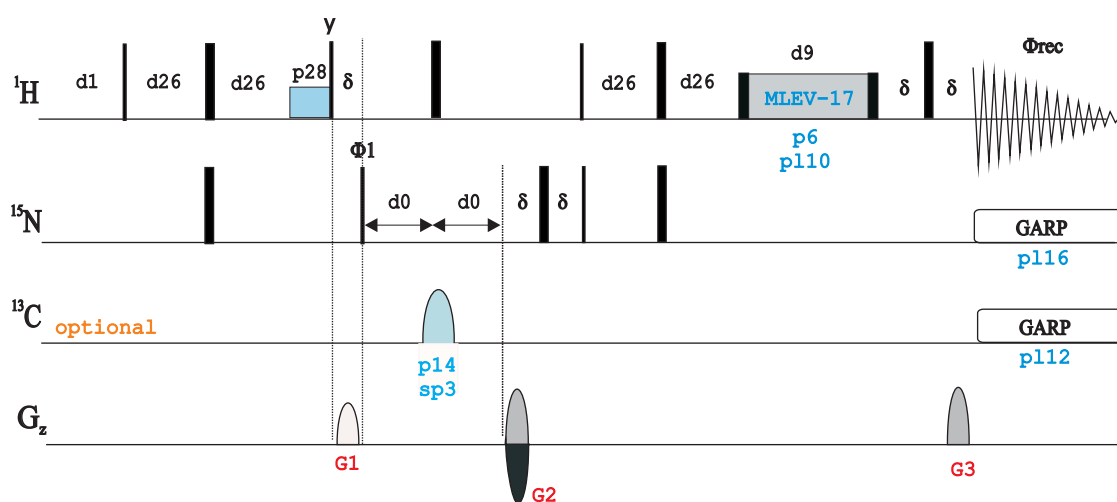 y
¹H d1 d26 d26 p28 δ d26 d26 d9 δ δ Φrec
MLEV-17
p6
pl10
Φ1
¹⁵N d0 d0 δ δ GARP
pl16
¹³C optional GARP
p14
sp3
pl12
Gz
G1 G2 G3